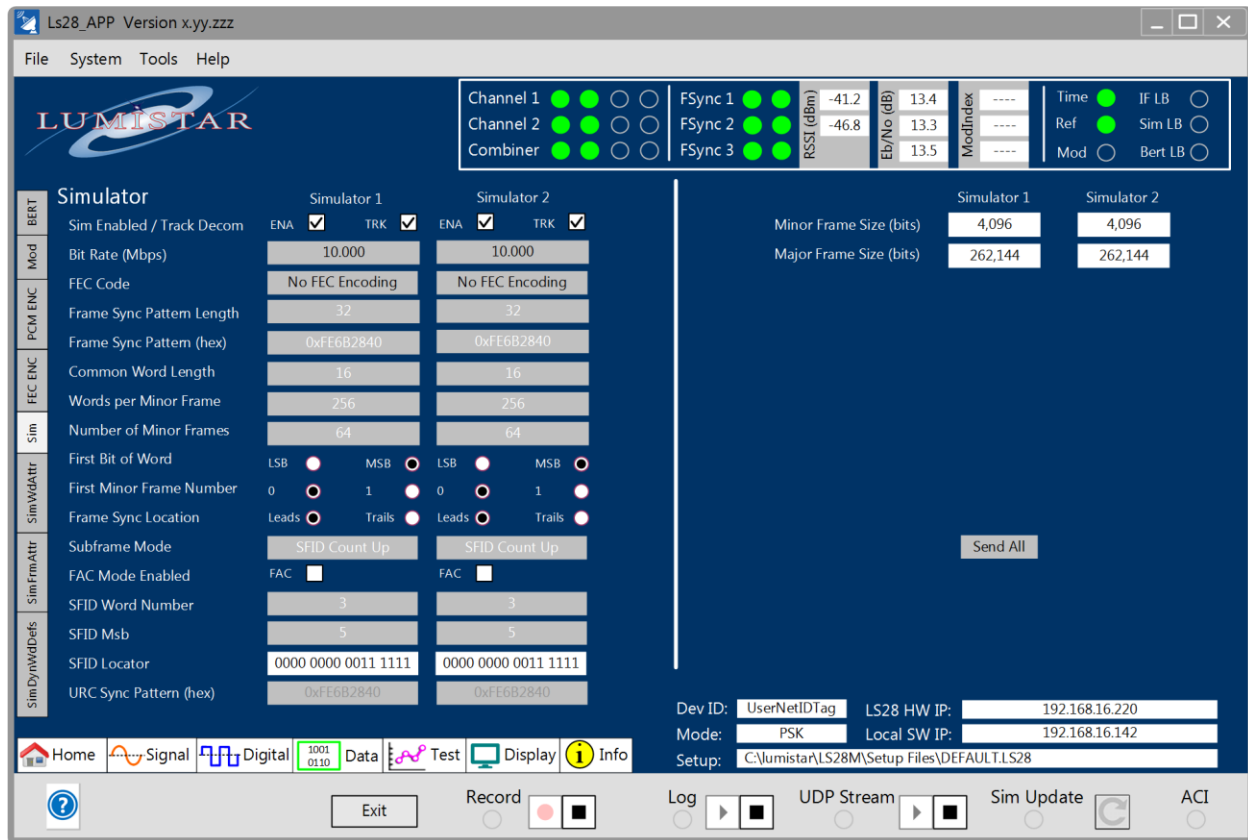 Ls28_APP Version x.yy.zzz
File System Tools Help
LUMISTAR
Channel 1
Channel 2
Combiner
FSync 1
FSync 2
FSync 3
RSSI (dBm)
-41.2
-46.8
Eb/No (dB)
13.4
13.3
13.5
ModIndex
----
----
----
Time
Ref
Mod
IF LB
Sim LB
Bert LB
BERT
Mod
PCM ENC
FEC ENC
Sim
SimWdAttr
SimFrmAttr
SimDynWdDefs
Simulator
Simulator 1 Simulator 2
Sim Enabled / Track Decom ENA TRK ENA TRK
Bit Rate (Mbps) 10.000 10.000
FEC Code No FEC Encoding No FEC Encoding
Frame Sync Pattern Length 32 32
Frame Sync Pattern (hex) 0xFE6B2840 0xFE6B2840
Common Word Length 16 16
Words per Minor Frame 256 256
Number of Minor Frames 64 64
First Bit of Word LSB MSB LSB MSB
First Minor Frame Number 0 1 0 1
Frame Sync Location Leads Trails Leads Trails
Subframe Mode SFID Count Up SFID Count Up
FAC Mode Enabled FAC FAC
SFID Word Number 3 3
SFID Msb 5 5
SFID Locator 0000 0000 0011 1111 0000 0000 0011 1111
URC Sync Pattern (hex) 0xFE6B2840 0xFE6B2840
Simulator 1 Simulator 2
Minor Frame Size (bits) 4,096 4,096
Major Frame Size (bits) 262,144 262,144
Send All
Dev ID: UserNetIDTag LS28 HW IP: 192.168.16.220
Mode: PSK Local SW IP: 192.168.16.142
Setup: C:\lumistar\LS28M\Setup Files\DEFAULT.LS28
Home Signal Digital 1001 0110 Data Test Display i Info
? Exit Record Log UDP Stream Sim Update ACI